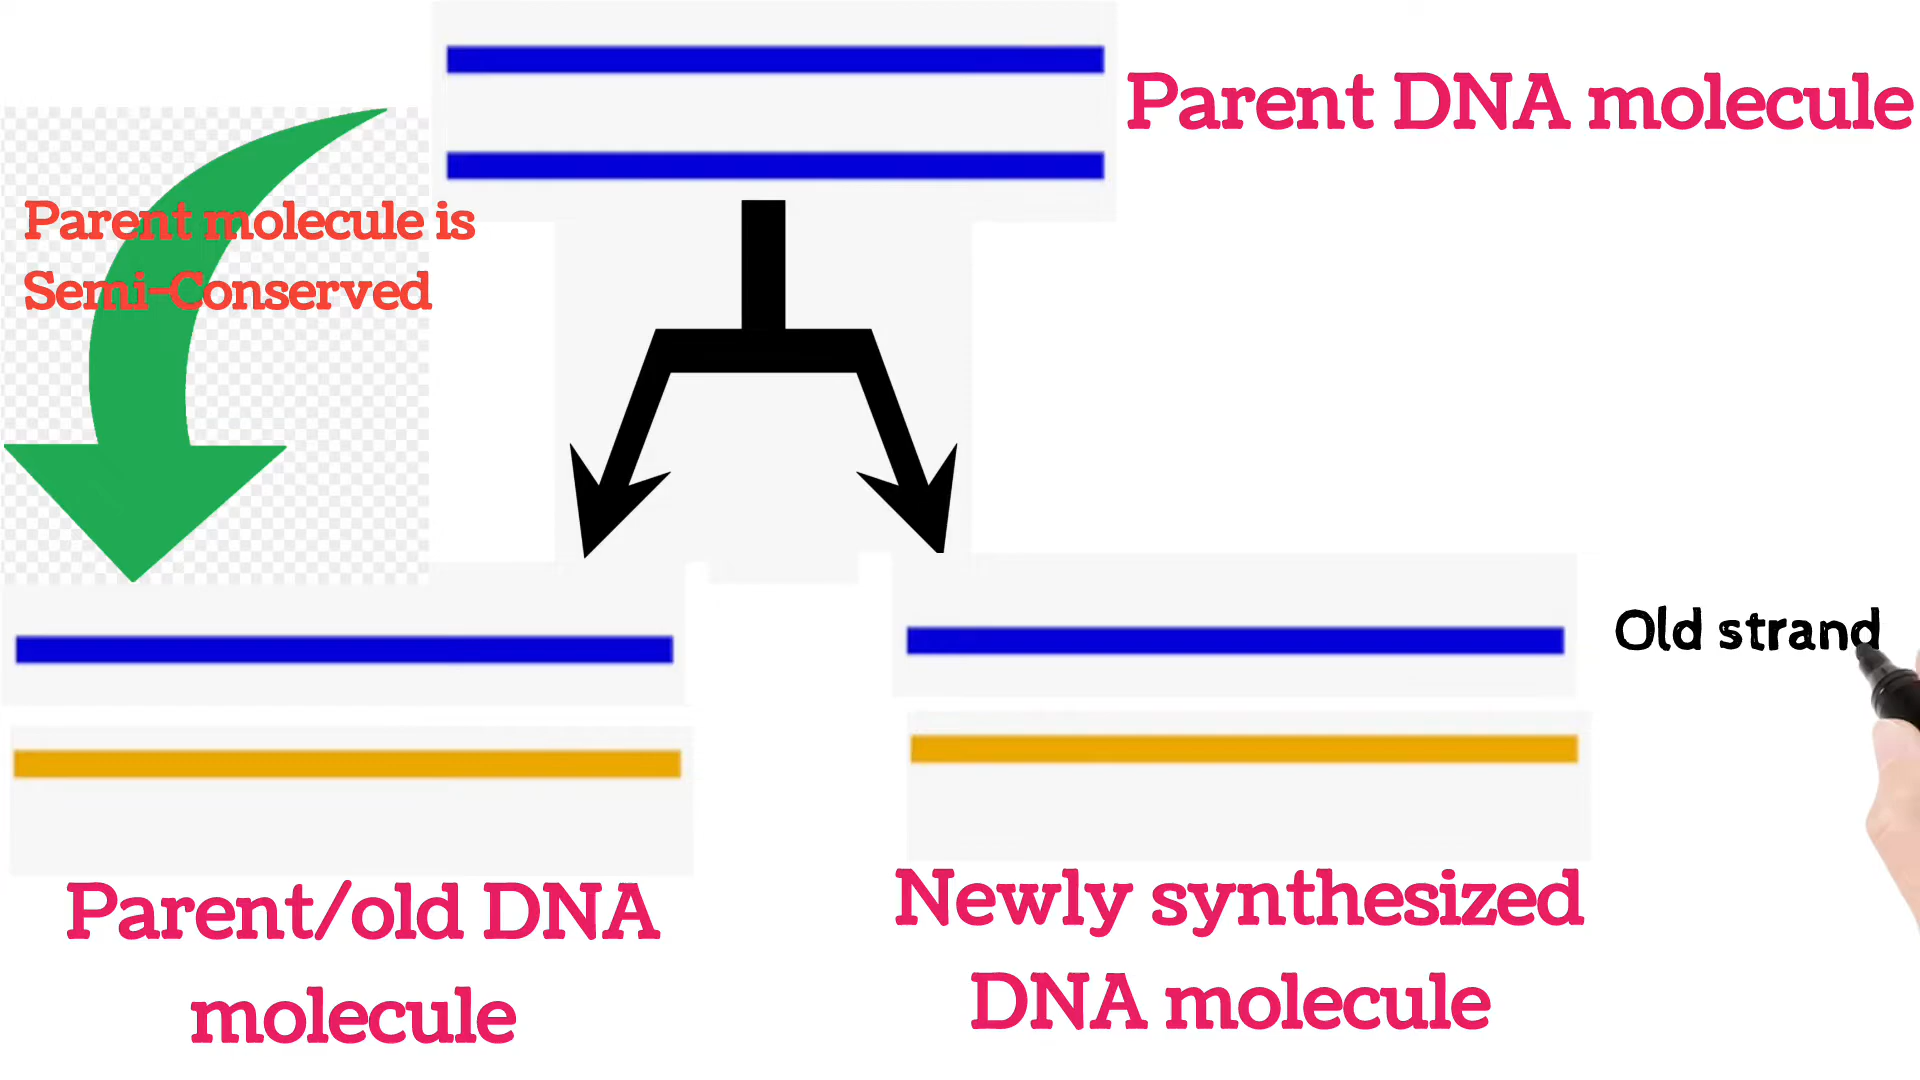 Parent DNA molecule
Parent molecule is
Semi-Conserved
Old strand
Parent/old DNA
molecule
Newly synthesized
DNA molecule